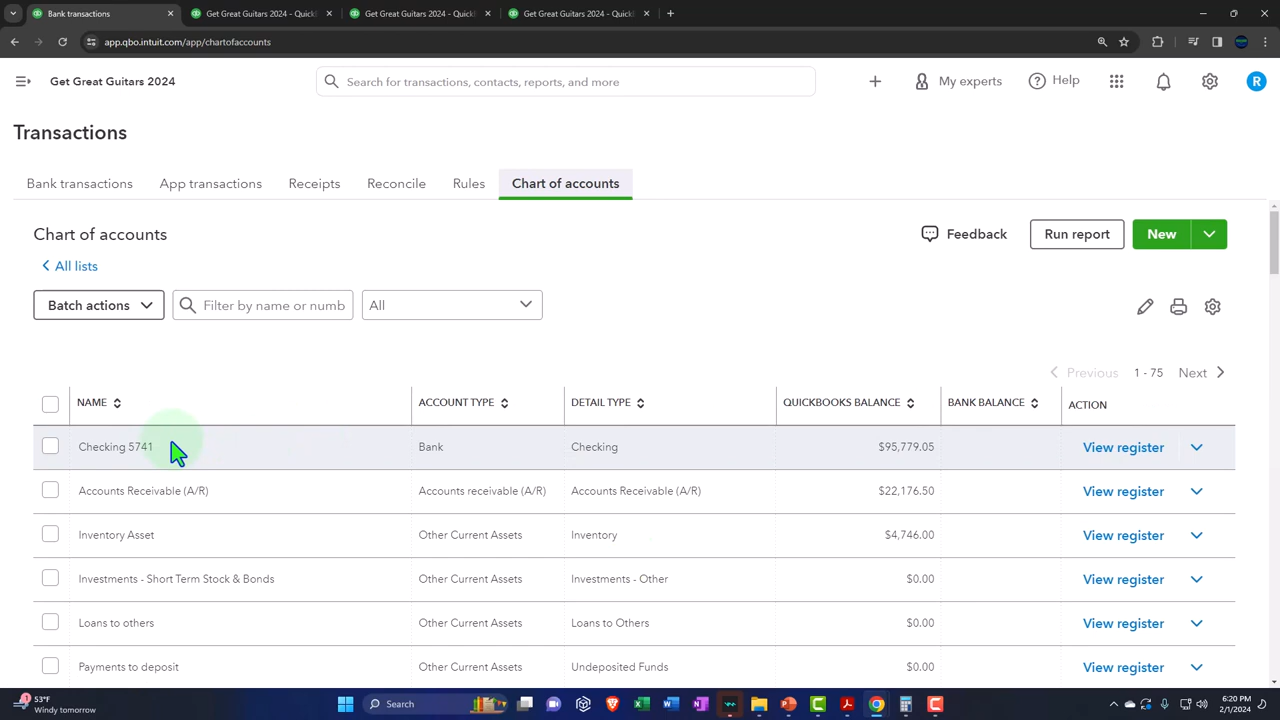 Bank transactions
Get Great Guitars 2024 - Quick
Get Great Guitars 2024 - Quick
Get Great Guitars 2024 - Quick
app.qbo.intuit.com/app/chartofaccounts
Get Great Guitars 2024
Search for transactions, contacts, reports, and more
My experts
Help
R
Transactions
Bank transactions
App transactions
Receipts
Reconcile
Rules
Chart of accounts
Chart of accounts
Feedback
Run report
New
All lists
Batch actions
Filter by name or numb
All
Previous 1 - 75 Next
NAME ACCOUNT TYPE DETAIL TYPE QUICKBOOKS BALANCE BANK BALANCE ACTION
Checking 5741 Bank Checking $95,779.05 View register
Accounts Receivable (A/R) Accounts receivable (A/R) Accounts Receivable (A/R) $22,176.50 View register
Inventory Asset Other Current Assets Inventory $4,746.00 View register
Investments - Short Term Stock & Bonds Other Current Assets Investments - Other $0.00 View register
Loans to others Other Current Assets Loans to Others $0.00 View register
Payments to deposit Other Current Assets Undeposited Funds $0.00 View register
1
53°F
Windy tomorrow
Search
6:20 PM
2/1/2024